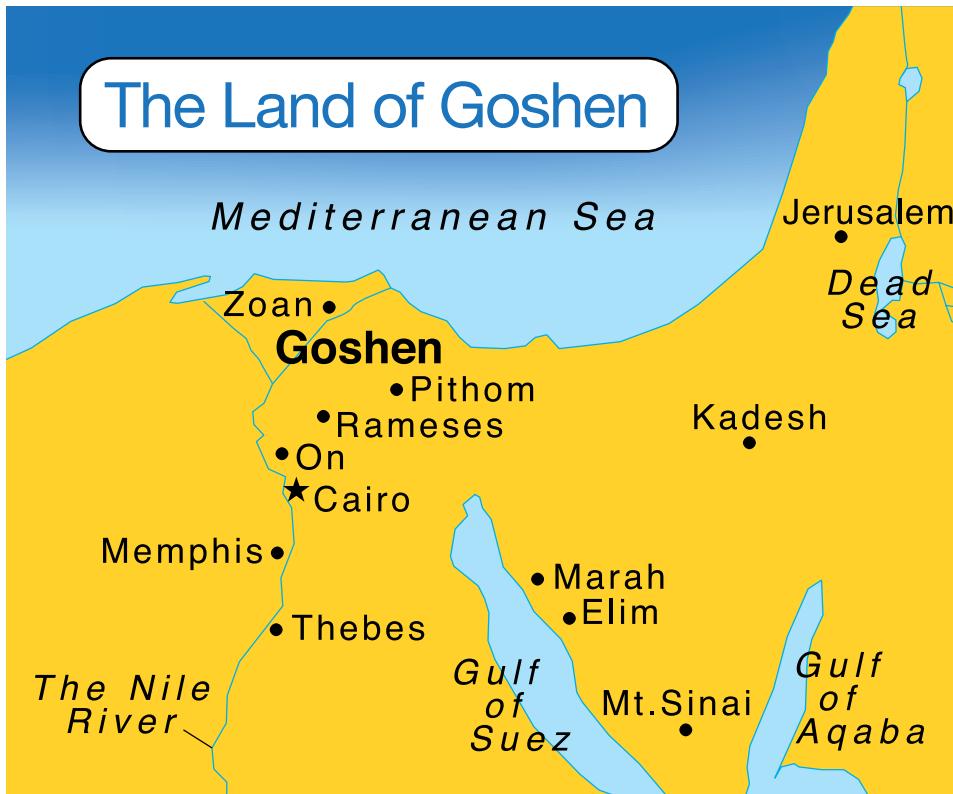 The Land of Goshen
Mediterranean Sea
Jerusalem
Dead
Sea
Zoan
Goshen
Pithom
Rameses
Kadesh
On
Cairo
Memphis
Marah
Elim
Thebes
Gulf
of
Suez
Gulf
of
Aqaba
The Nile
River
Mt.Sinai